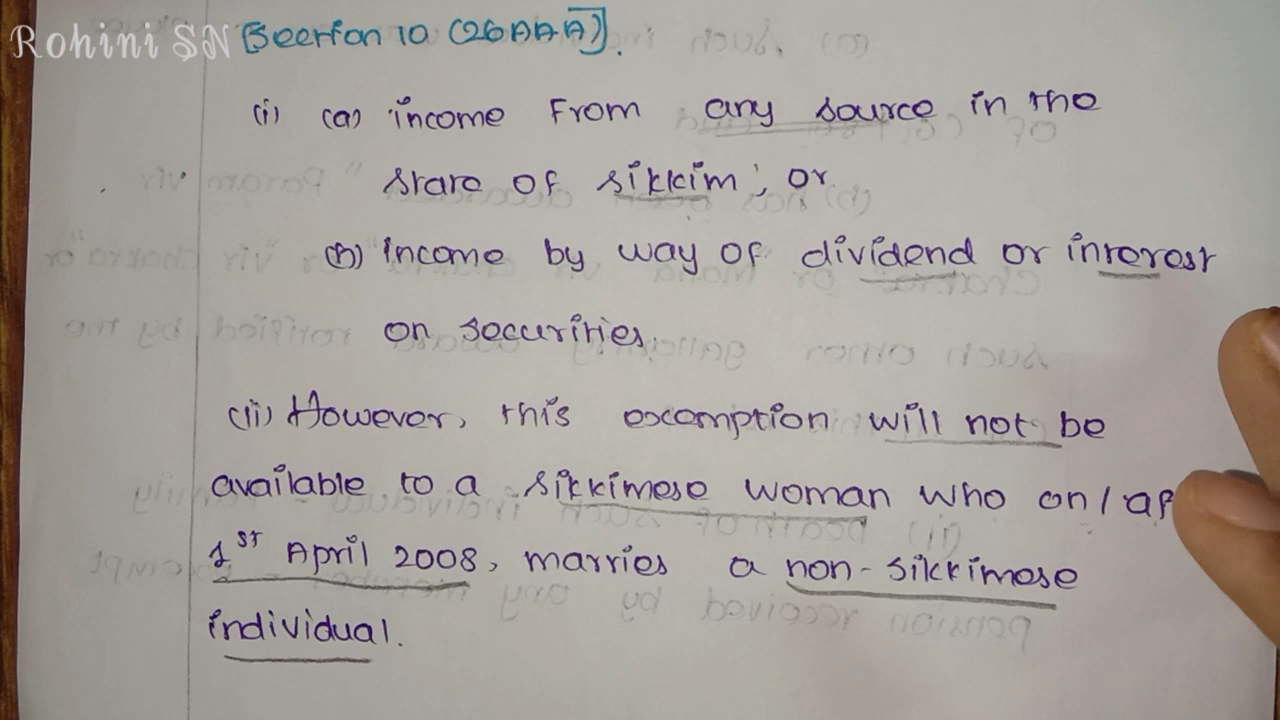 Rohini SN [Section 10 (26AAA)].
(i) (a) income from any source in the
state of sikkim; or
(b) income by way of dividend or interest
on securities.
(ii) However, this excemption will not be
available to a sikkimese woman who on/af
1st April 2008, marries a non-sikkimese
individual.